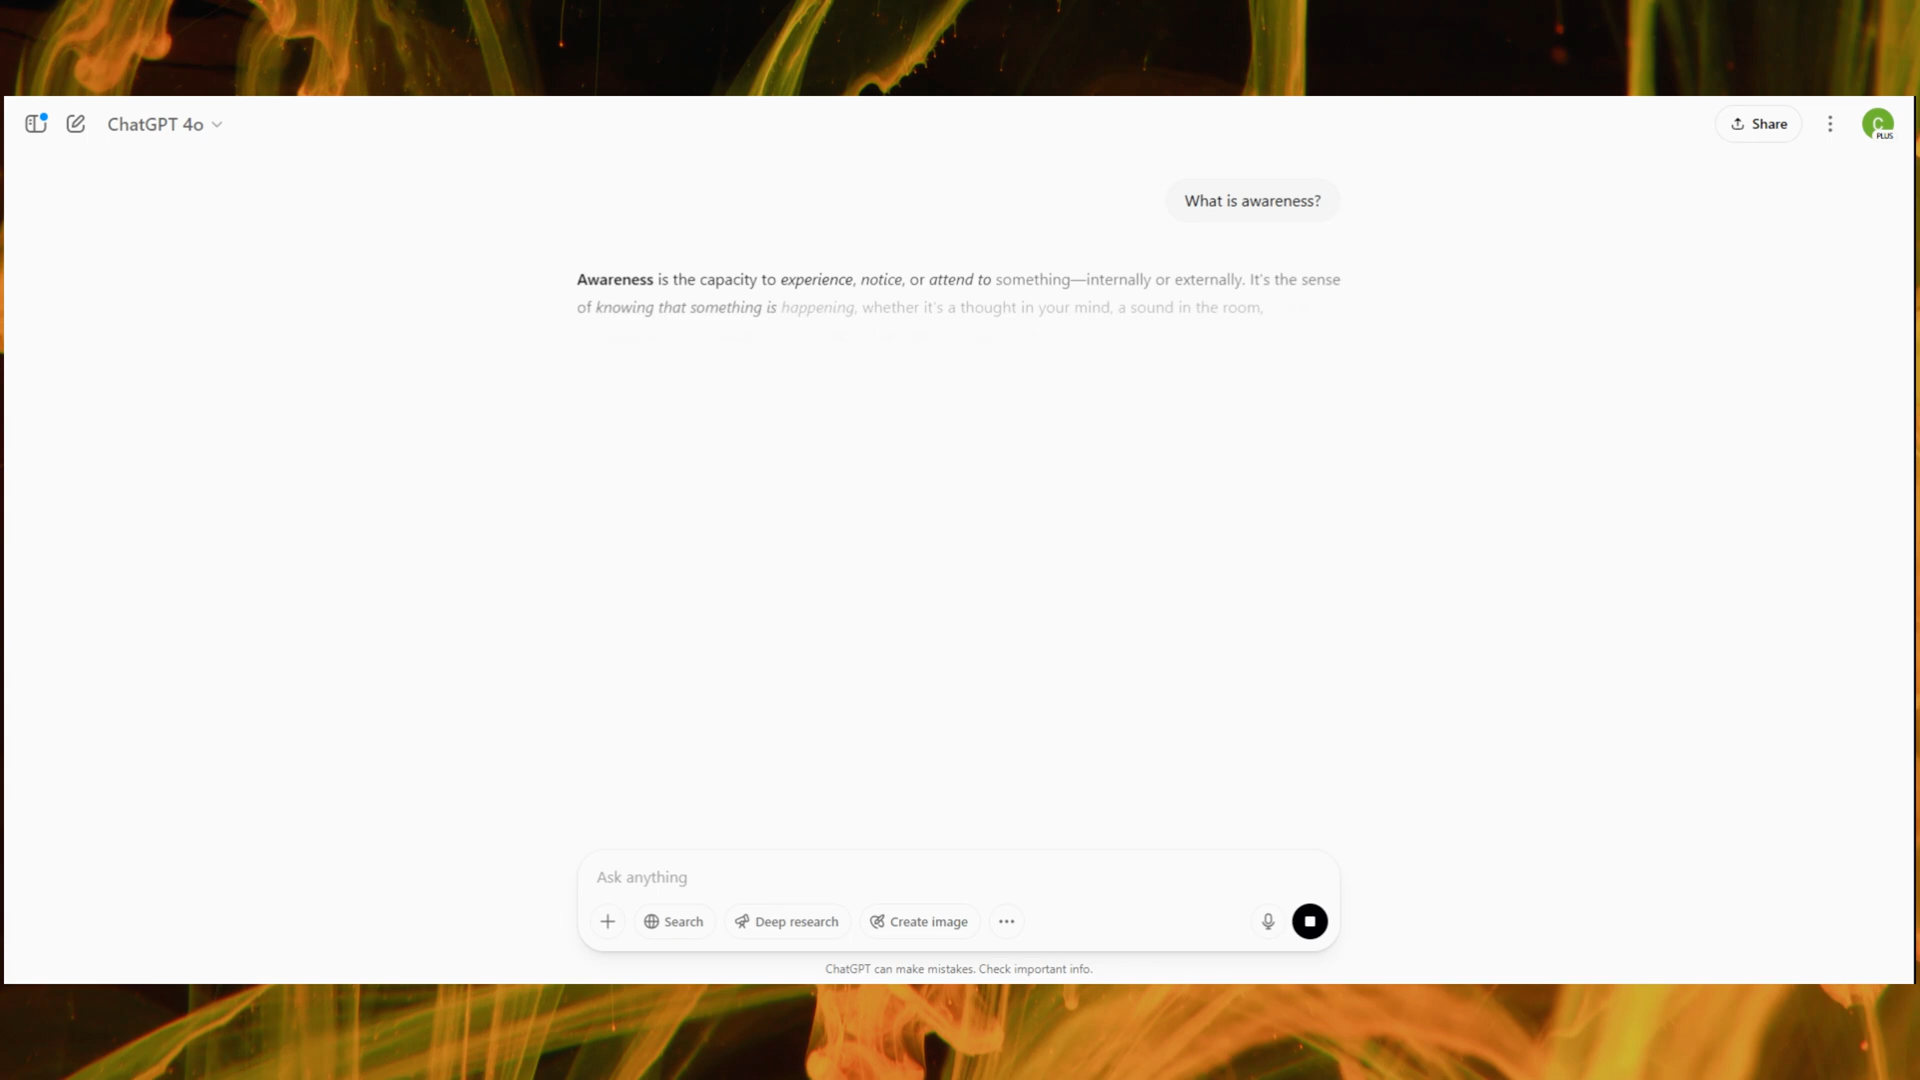 ChatGPT 4o
Share
C
PLUS
What is awareness?
Awareness is the capacity to experience, notice, or attend to something—internally or externally. It's the sense
of knowing that something is happening, whether it's a thought in your mind, a sound in the room,
Ask anything
Search
Deep research
Create image
ChatGPT can make mistakes. Check important info.